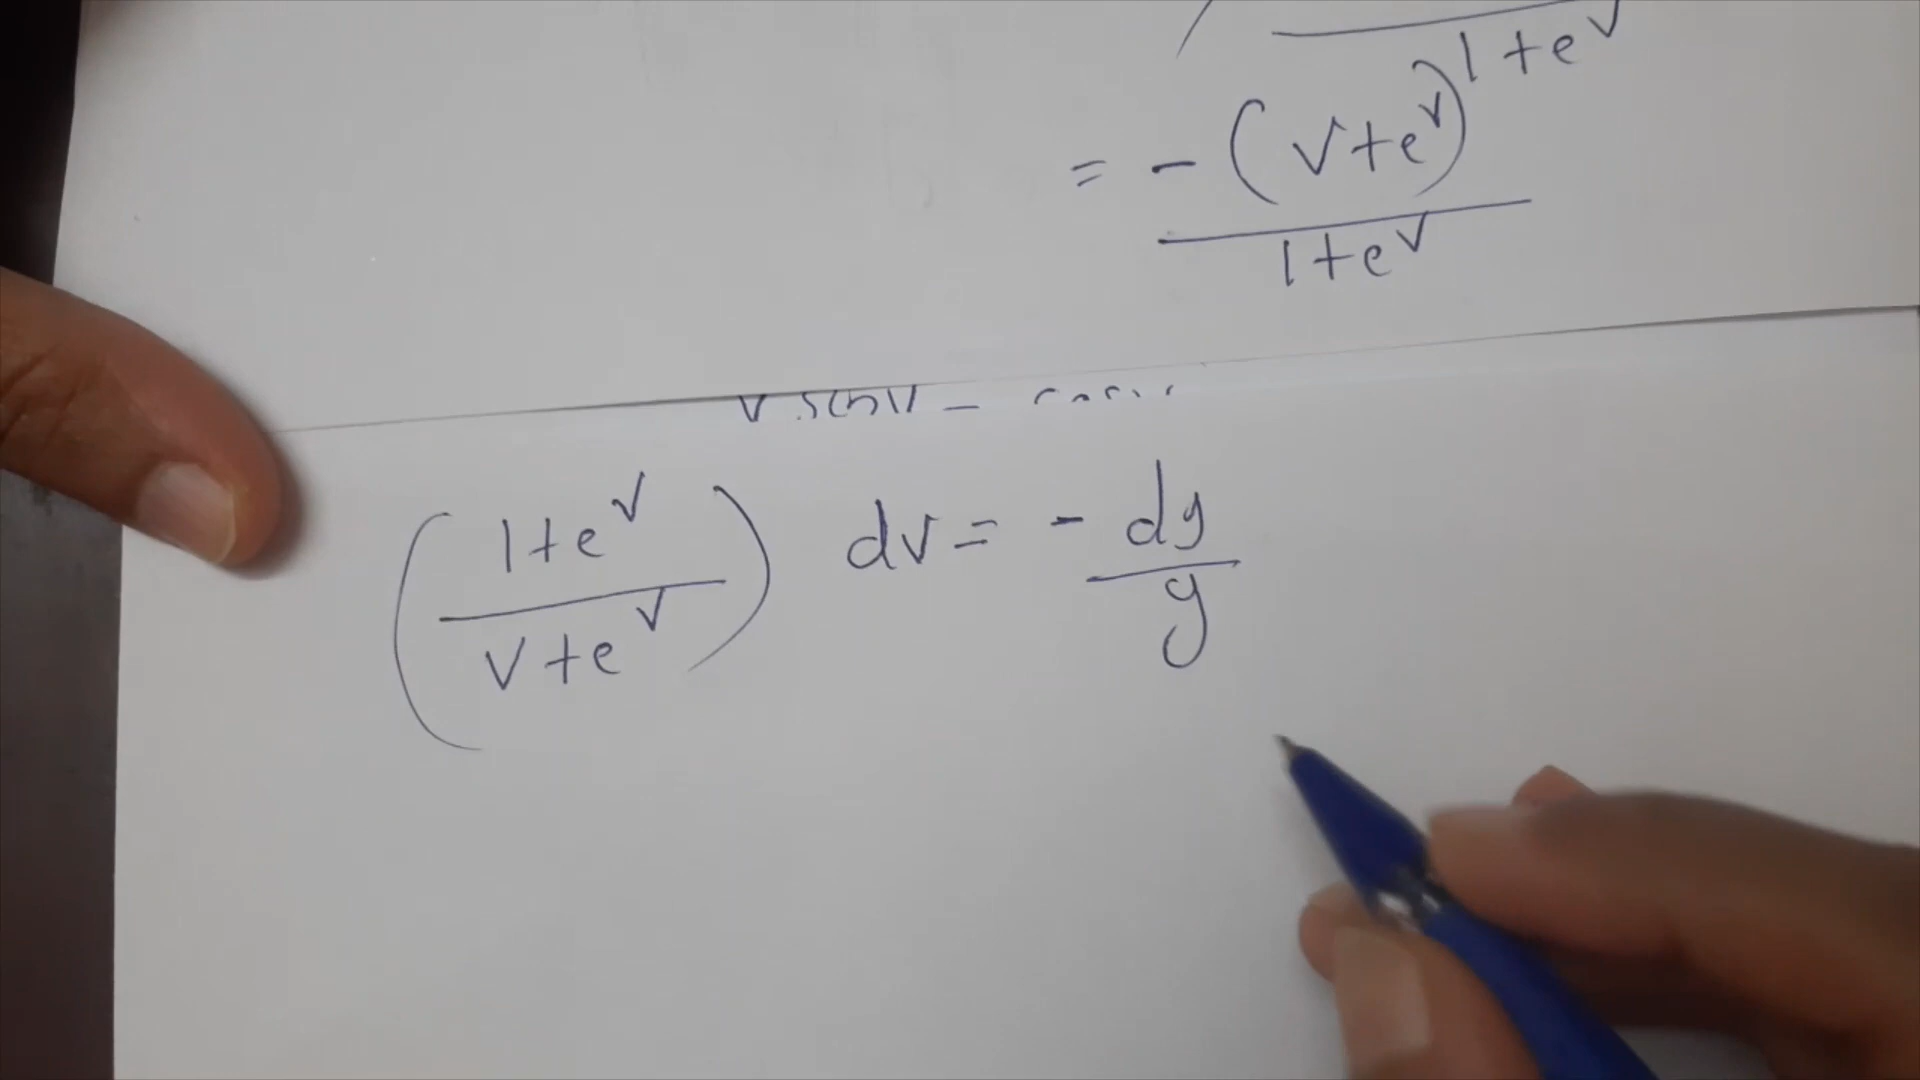 1+e^v
= -(v+e^v)
1+e^v
(1+e^v / v+e^v) dv = - dy/y